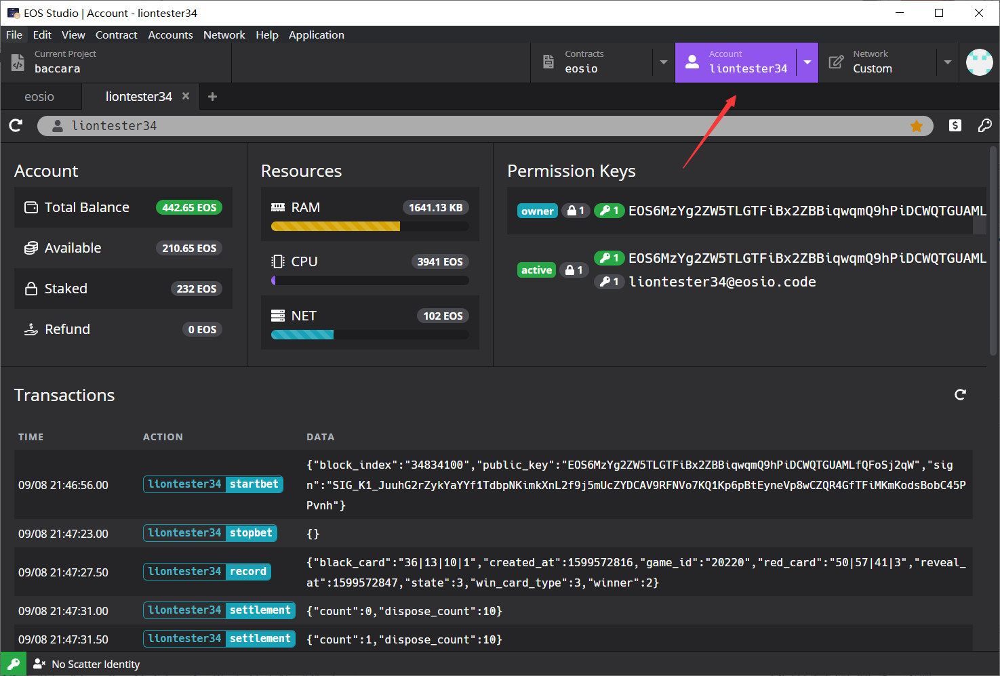 EOS Studio | Account - liontester34
File Edit View Contract Accounts Network Help Application
Current Project
baccara
Contracts
eosio
Account
liontester34
Network
Custom
eosio
liontester34
liontester34
Account
Total Balance 442.65 EOS
Available 210.65 EOS
Staked 232 EOS
Refund 0 EOS
Resources
RAM 1641.13 KB
CPU 3941 EOS
NET 102 EOS
Permission Keys
owner 1 1 EOS6MzYg2ZW5TLGTFiBx2ZBBiqwqmQ9hPiDCWQTGUAML
active 1 1 EOS6MzYg2ZW5TLGTFiBx2ZBBiqwqmQ9hPiDCWQTGUAML
1 liontester34@eosio.code
Transactions
TIME ACTION DATA
09/08 21:46:56.00 liontester34 startbet {"block_index":"34834100","public_key":"EOS6MzYg2ZW5TLGTFiBx2ZBBiqwqmQ9hPiDCWQTGUAMLfQFoSj2qW","sig
n":"SIG_K1_JuuhG2rZykYaYYf1TdbpNKimkXnL2f9j5mUcZYDCAV9RFNVo7KQ1Kp6pBtEyneVp8wCZQR4GfTFiMKmKodsBobC45P
Pvnh"}
09/08 21:47:23.00 liontester34 stopbet {}
09/08 21:47:27.50 liontester34 record {"black_card":"36|13|10|1","created_at":1599572816,"game_id":"20220","red_card":"50|57|41|3","reveal_
at":1599572847,"state":3,"win_card_type":3,"winner":2}
09/08 21:47:31.00 liontester34 settlement {"count":0,"dispose_count":10}
09/08 21:47:31.50 liontester34 settlement {"count":1,"dispose_count":10}
No Scatter Identity